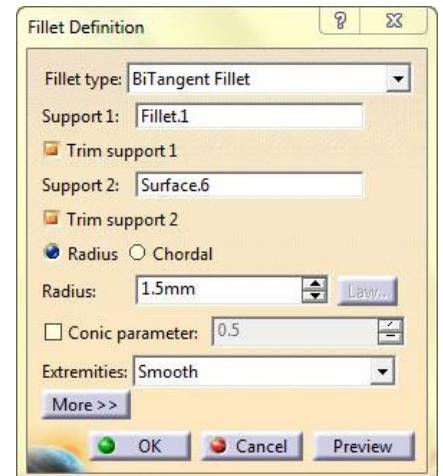 Fillet Definition
Fillet type: BiTangent Fillet
Support 1: Fillet.1
Trim support 1
Support 2: Surface.6
Trim support 2
Radius Chordal
Radius: 1.5mm Law...
Conic parameter: 0.5
Extremities: Smooth
More >>
OK Cancel Preview